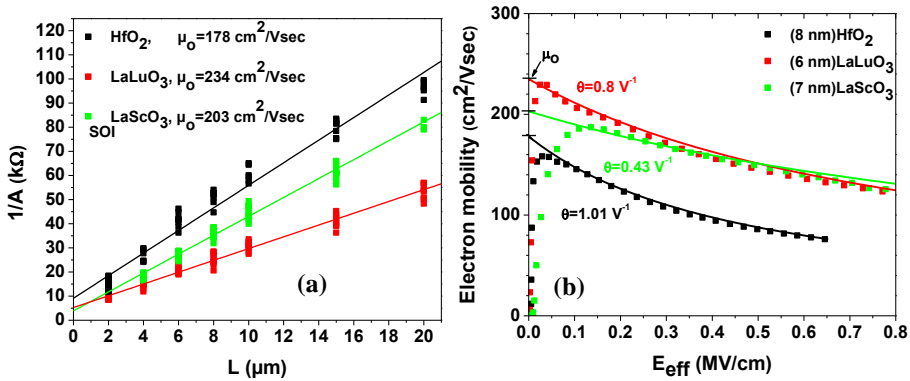 120
110
100
90
80
70
60
50
40
30
20
10
0
1/A (kΩ)
HfO₂, μₒ=178 cm²/Vsec
LaLuO₃, μₒ=234 cm²/Vsec
LaScO₃, μₒ=203 cm²/Vsec
SOI
(a)
0 2 4 6 8 10 12 14 16 18 20
L (μm)
300
200
100
0
Electron mobility (cm²/Vsec)
μₒ
(8 nm)HfO₂
(6 nm)LaLuO₃
(7 nm)LaScO₃
θ=0.8 V⁻¹
θ=0.43 V⁻¹
θ=1.01 V⁻¹
(b)
0.0 0.1 0.2 0.3 0.4 0.5 0.6 0.7 0.8
E_eff (MV/cm)